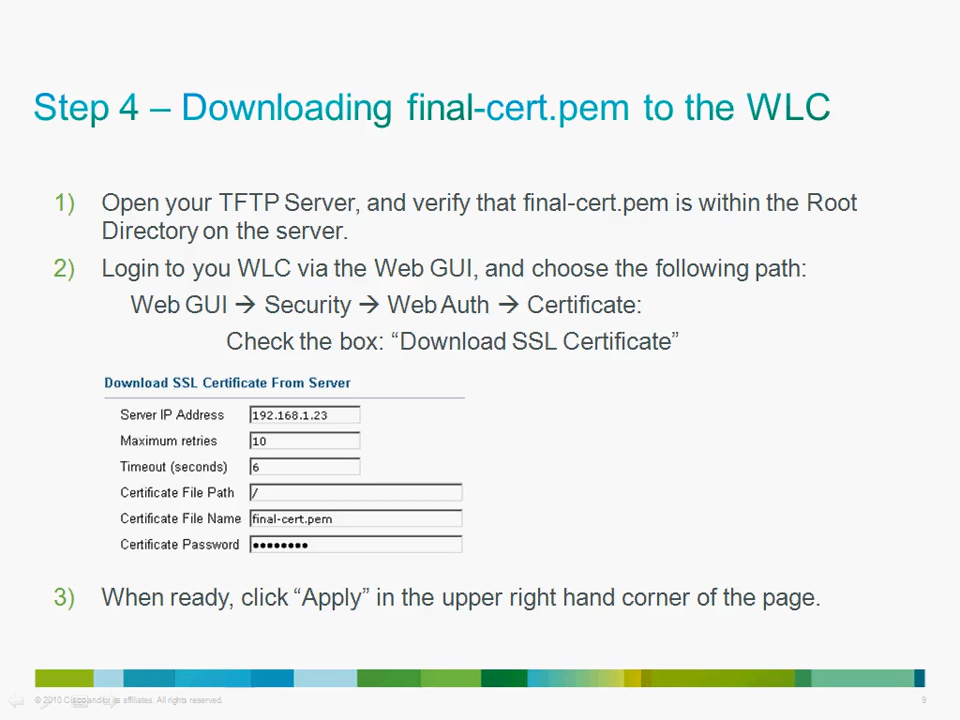 Step 4 – Downloading final-cert.pem to the WLC
1) Open your TFTP Server, and verify that final-cert.pem is within the Root
Directory on the server.
2) Login to you WLC via the Web GUI, and choose the following path:
Web GUI → Security → Web Auth → Certificate:
Check the box: “Download SSL Certificate”
Download SSL Certificate From Server
Server IP Address 192.168.1.23
Maximum retries 10
Timeout (seconds) 6
Certificate File Path /
Certificate File Name final-cert.pem
Certificate Password ••••••••
3) When ready, click “Apply” in the upper right hand corner of the page.
© 2010 Cisco and/or its affiliates. All rights reserved. 9